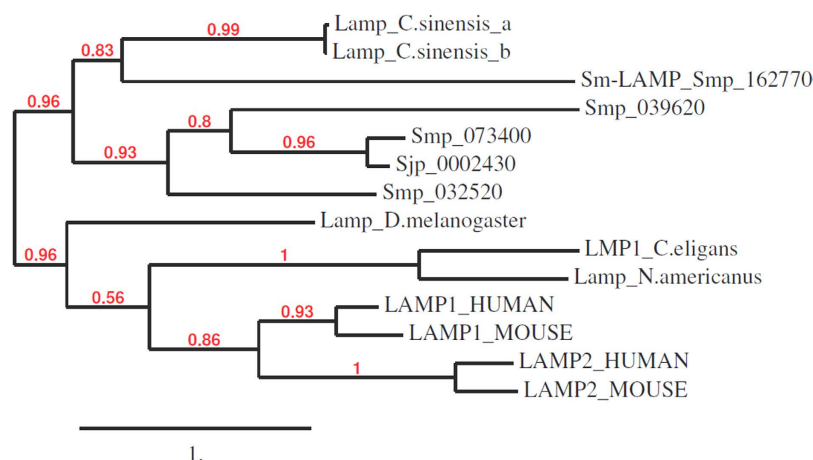 0.99
Lamp_C.sinensis_a
Lamp_C.sinensis_b
0.83
Sm-LAMP_Smp_162770
0.96
Smp_039620
0.8
Smp_073400
0.96
Sjp_0002430
0.93
Smp_032520
Lamp_D.melanogaster
0.96
LMP1_C.eligans
1
Lamp_N.americanus
0.56
LAMP1_HUMAN
0.93
LAMP1_MOUSE
0.86
LAMP2_HUMAN
1
LAMP2_MOUSE
1.